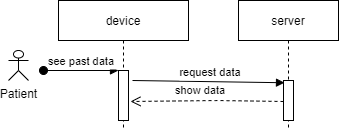 device
server
see past data
request data
show data
Patient